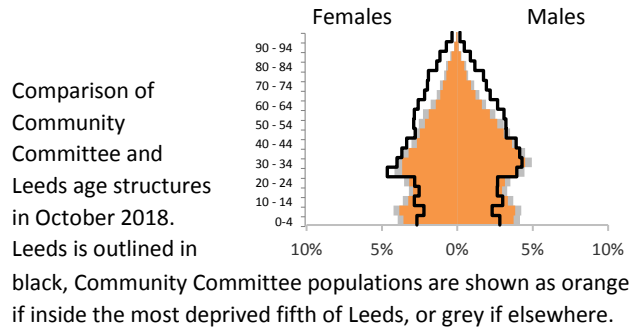 Females Males
90 - 94
80 - 84
70 - 74
60 - 64
50 - 54
40 - 44
30 - 34
20 - 24
10 - 14
0-4
10% 5% 0% 5% 10%
Comparison of
Community
Committee and
Leeds age structures
in October 2018.
Leeds is outlined in
black, Community Committee populations are shown as orange
if inside the most deprived fifth of Leeds, or grey if elsewhere.